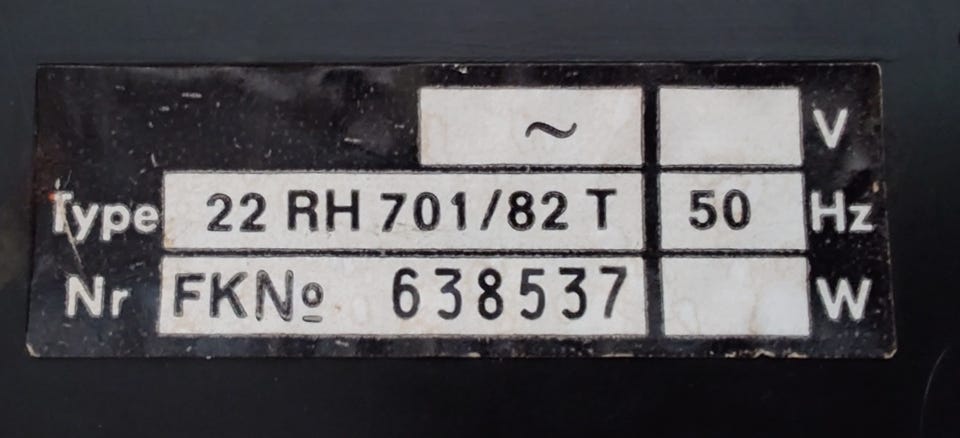 ~ V
Type 22 RH 701/82 T 50 Hz
Nr FKNº 638537 W